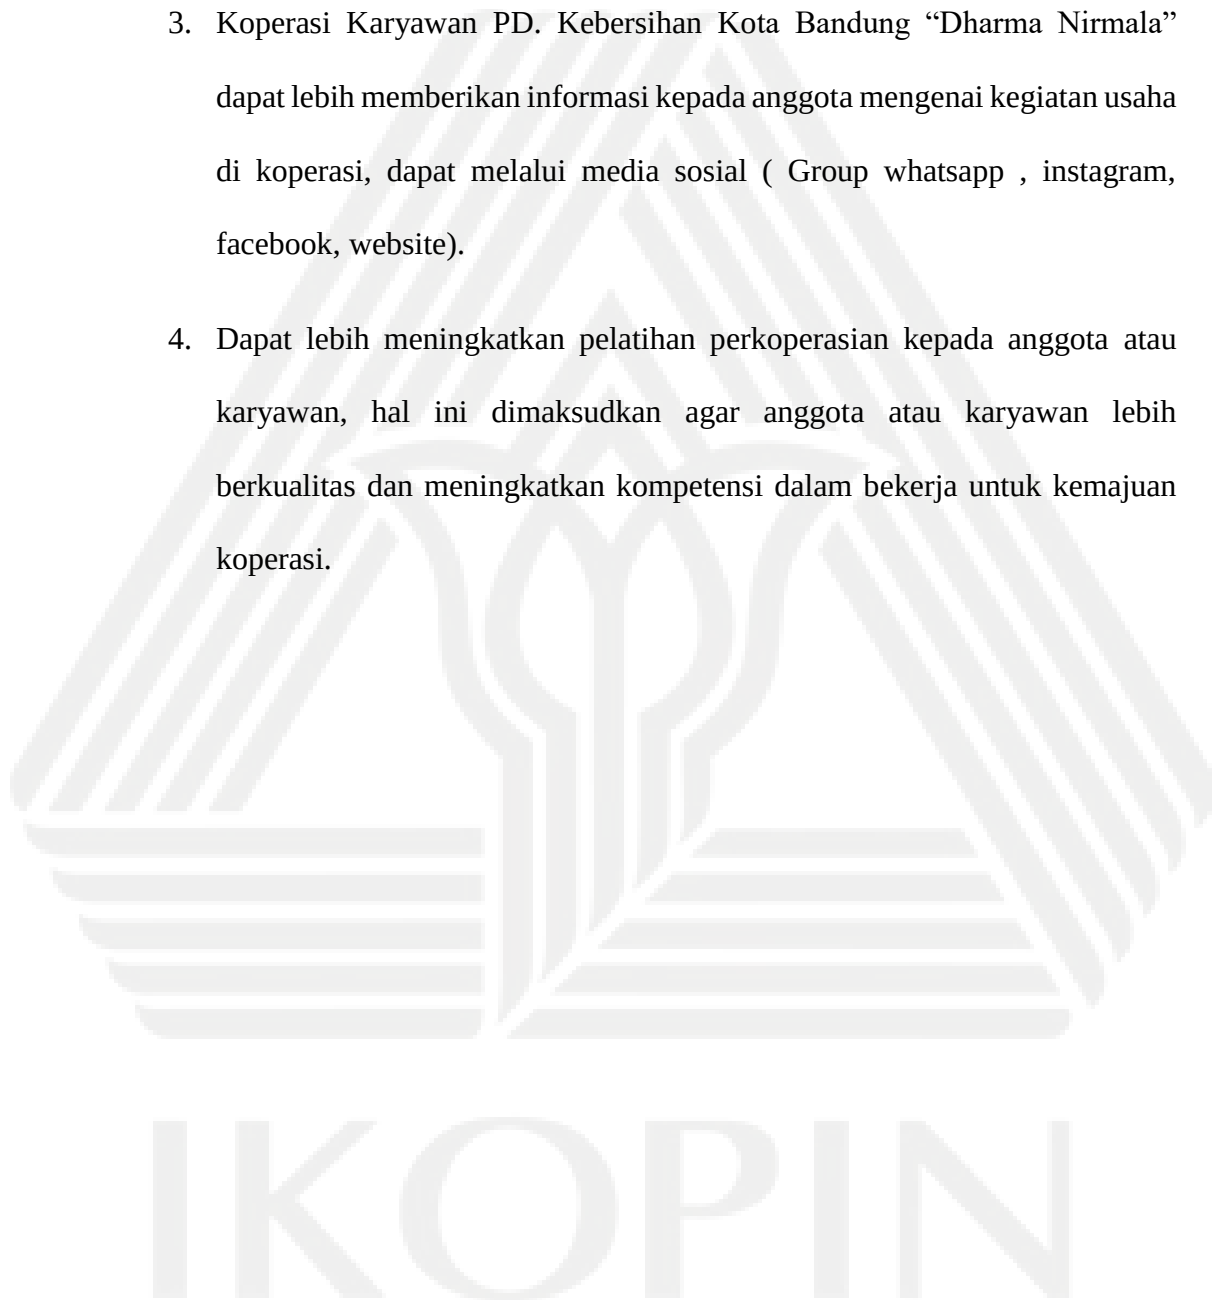 3. Koperasi Karyawan PD. Kebersihan Kota Bandung “Dharma Nirmala”
dapat lebih memberikan informasi kepada anggota mengenai kegiatan usaha
di koperasi, dapat melalui media sosial ( Group whatsapp , instagram,
facebook, website).
4. Dapat lebih meningkatkan pelatihan perkoperasian kepada anggota atau
karyawan, hal ini dimaksudkan agar anggota atau karyawan lebih
berkualitas dan meningkatkan kompetensi dalam bekerja untuk kemajuan
koperasi.
IKOPIN